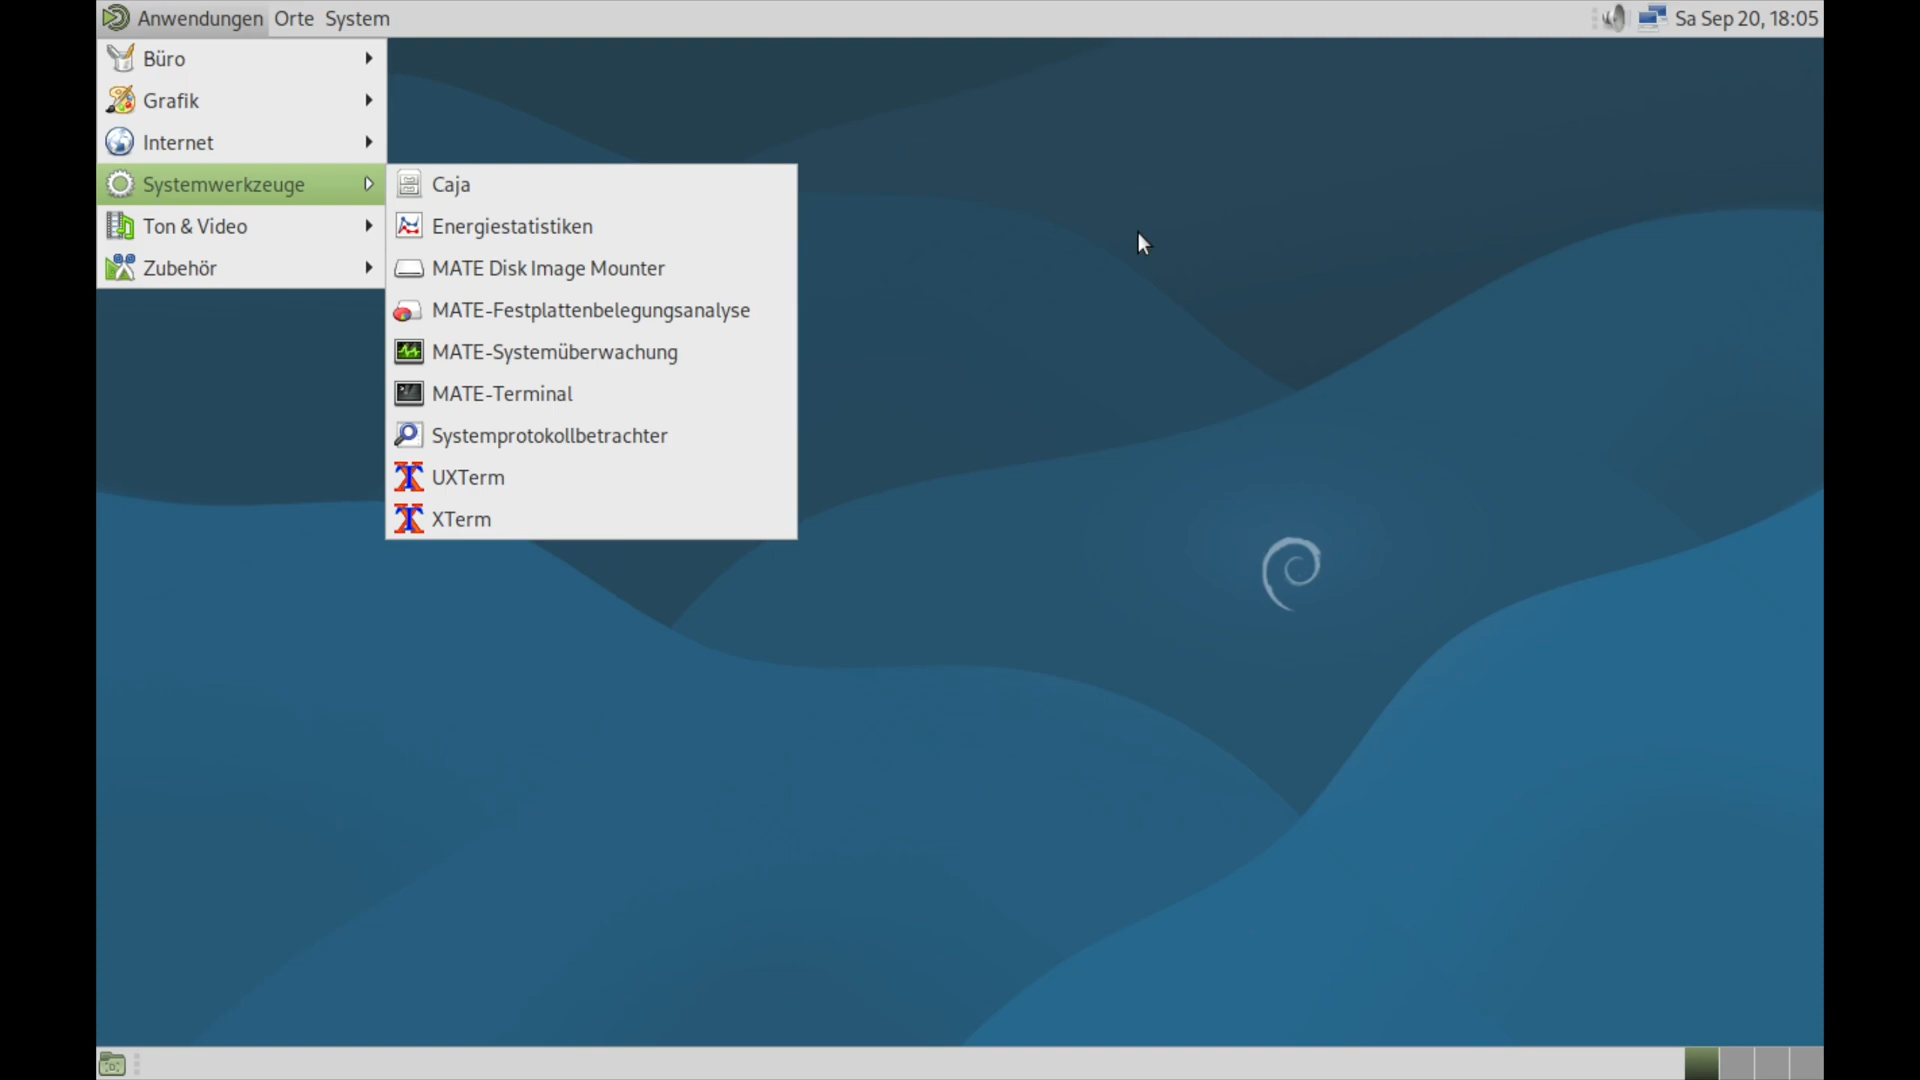 Anwendungen Orte System
Sa Sep 20, 18:05
Büro
Grafik
Internet
Systemwerkzeuge
Ton & Video
Zubehör
Caja
Energiestatistiken
MATE Disk Image Mounter
MATE-Festplattenbelegungsanalyse
MATE-Systemüberwachung
MATE-Terminal
Systemprotokollbetrachter
UXTerm
XTerm